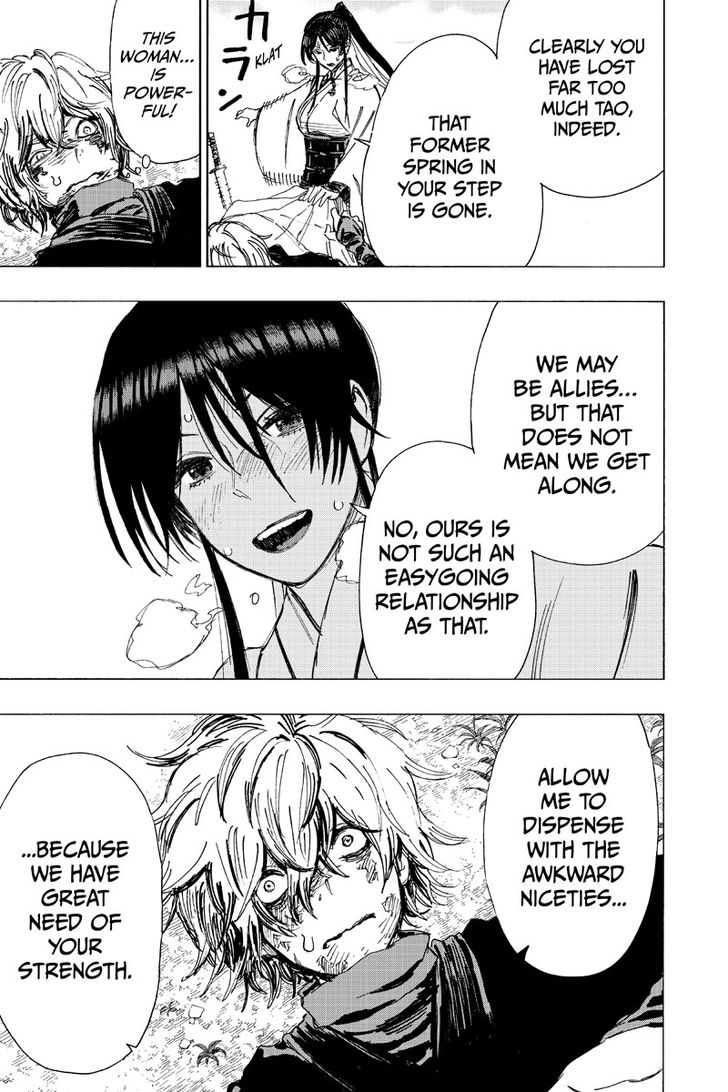 CLEARLY YOU
HAVE LOST
FAR TOO
MUCH TAO,
INDEED.
THAT
FORMER
SPRING IN
YOUR STEP
IS GONE.
カラン
KLAT
THIS
WOMAN...
IS
POWER-
FUL!
WE MAY
BE ALLIES...
BUT THAT
DOES NOT
MEAN WE GET
ALONG.
NO, OURS IS
NOT SUCH AN
EASYGOING
RELATIONSHIP
AS THAT.
ALLOW
ME TO
DISPENSE
WITH THE
AWKWARD
NICETIES...
...BECAUSE
WE HAVE
GREAT
NEED OF
YOUR
STRENGTH.